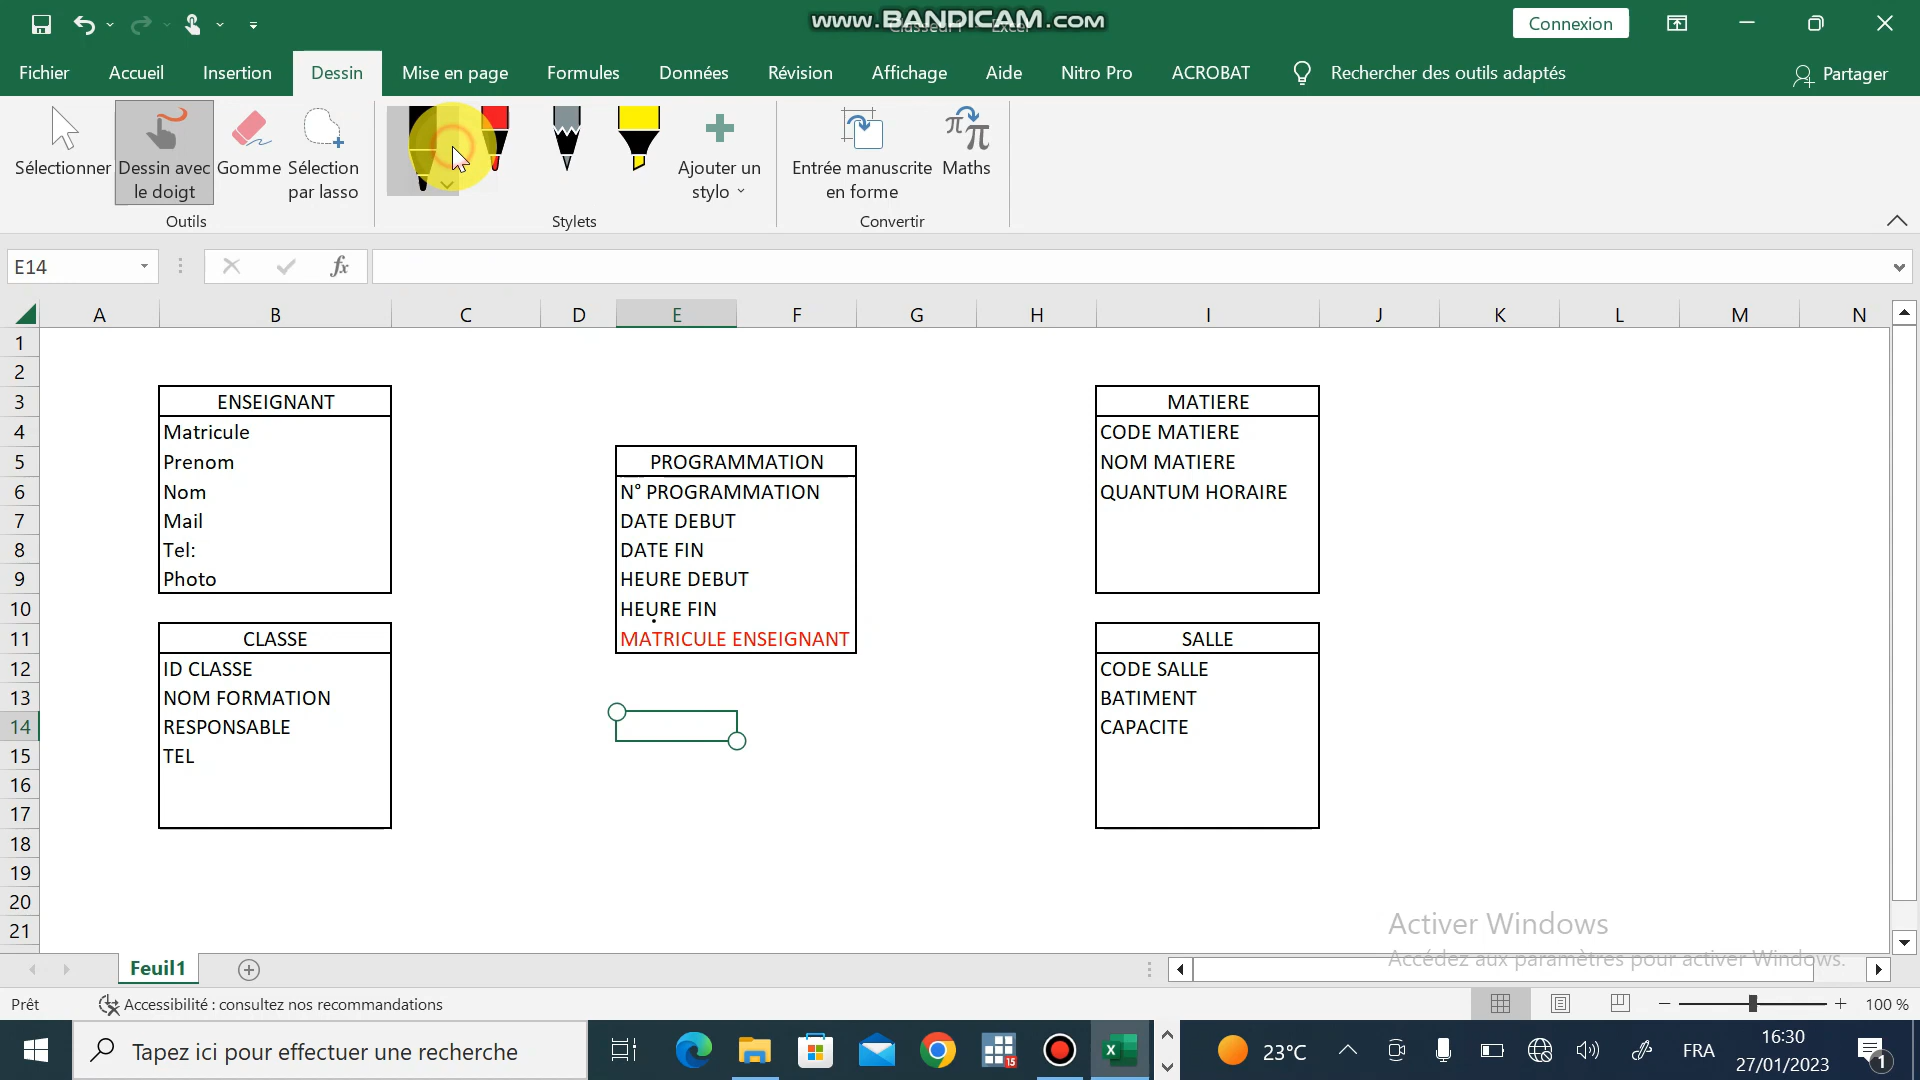 www.BANDICAM.com
Connexion
Fichier
Accueil
Insertion
Dessin
Mise en page
Formules
Données
Révision
Affichage
Aide
Nitro Pro
ACROBAT
Rechercher des outils adaptés
Partager
Sélectionner
Dessin avec
le doigt
Gomme
Sélection
par lasso
Ajouter un
stylo
Entrée manuscrite
en forme
Maths
Outils
Stylets
Convertir
E14
fx
A B C D E F G H I J K L M N
1
2
3
4
5
6
7
8
9
10
11
12
13
14
15
16
17
18
19
20
21
ENSEIGNANT
Matricule
Prenom
Nom
Mail
Tel:
Photo
CLASSE
ID CLASSE
NOM FORMATION
RESPONSABLE
TEL
PROGRAMMATION
N° PROGRAMMATION
DATE DEBUT
DATE FIN
HEURE DEBUT
HEURE FIN
MATRICULE ENSEIGNANT
MATIERE
CODE MATIERE
NOM MATIERE
QUANTUM HORAIRE
SALLE
CODE SALLE
BATIMENT
CAPACITE
Activer Windows
Accédez aux paramètres pour activer Windows.
Feuil1
Prêt
Accessibilité : consultez nos recommandations
100 %
Tapez ici pour effectuer une recherche
15
23°C
FRA
16:30
27/01/2023
1